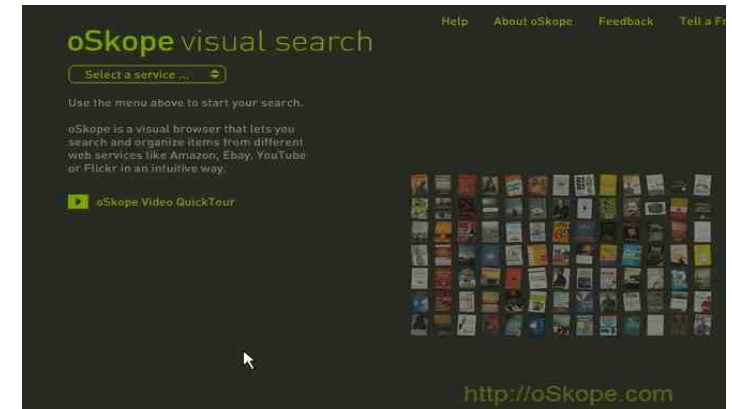 Help About oSkope Feedback Tell a Fr
oSkope visual search
Select a service ...
Use the menu above to start your search.
oSkope is a visual browser that lets you
search and organize items from different
web services like Amazon, Ebay, YouTube
or Flickr in an intuitive way.
oSkope Video QuickTour
http://oSkope.com